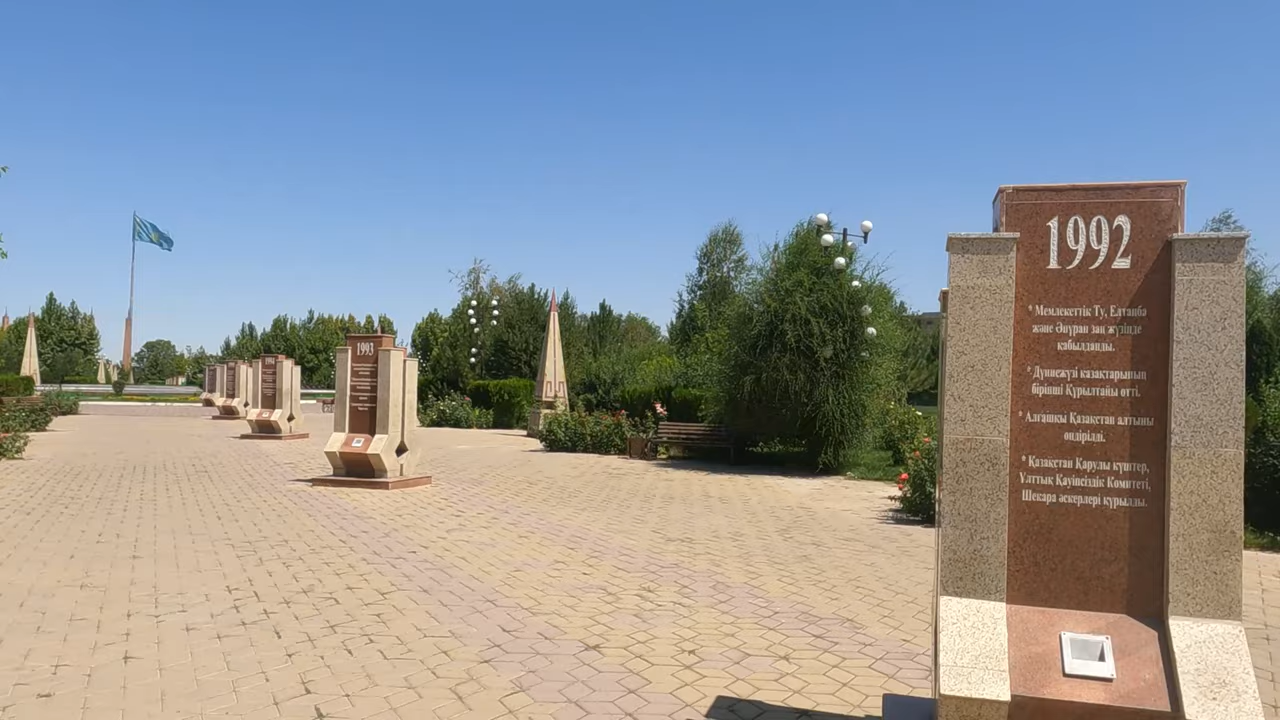 1992
* Мемлекеттік Ту, Елтаңба
және Әнұран заң жүзінде
қабылданды.
* Дүниежүзі қазақтарының
бірінші Құрылтайы өтті.
* Алғашқы Қазақстан алтыны
өндірілді.
* Қазақстан Қарулы күштер,
Ұлттық Қауіпсіздік Комитеті,
Шекара әскерлері құрылды.
1993
1994